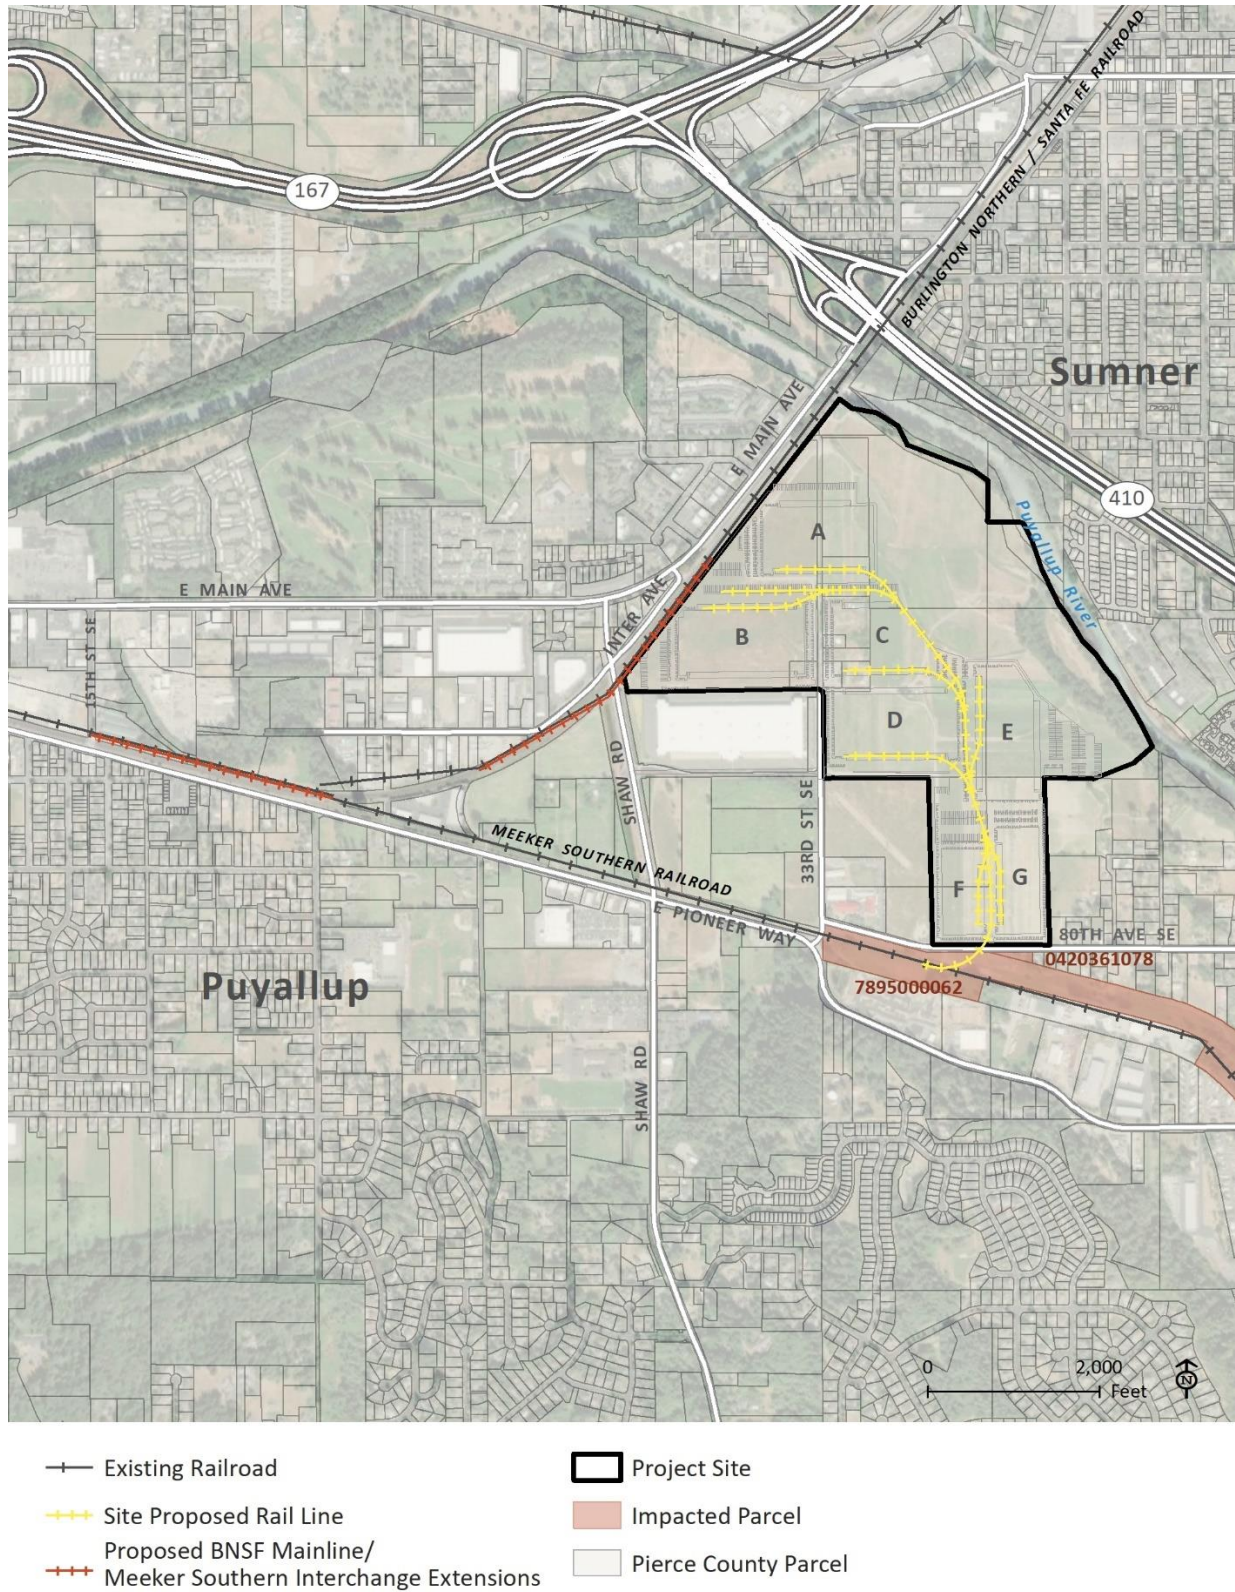 167
BURLINGTON NORTHERN / SANTA FE RAILROAD
Sumner
E MAIN AVE
410
Puyallup River
A
E MAIN AVE
INTER AVE
B
C
15TH ST SE
D
E
SHAW RD
33RD ST SE
MEEKER SOUTHERN RAILROAD
F
G
E PIONEER WAY
80TH AVE SE
0420361078
Puyallup
7895000062
SHAW RD
0
2,000
Feet
N
Existing Railroad
Site Proposed Rail Line
Proposed BNSF Mainline/
Meeker Southern Interchange Extensions
Project Site
Impacted Parcel
Pierce County Parcel